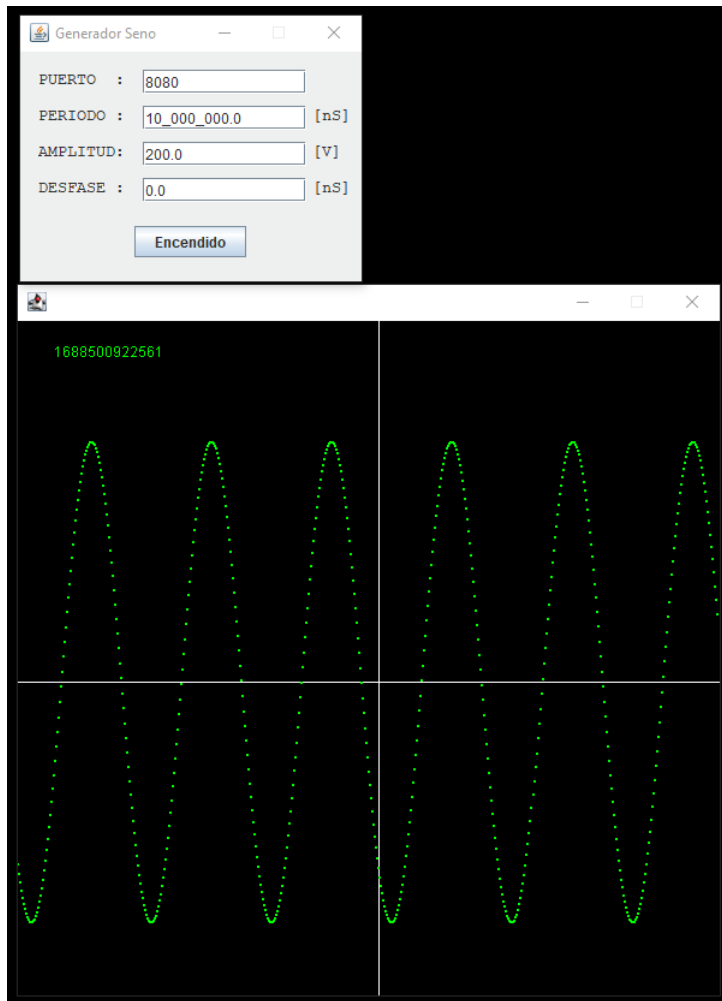 Generador Seno
PUERTO : 8080
PERIODO : 10_000_000.0 [nS]
AMPLITUD: 200.0 [V]
DESFASE : 0.0 [nS]
Encendido
1688500922561